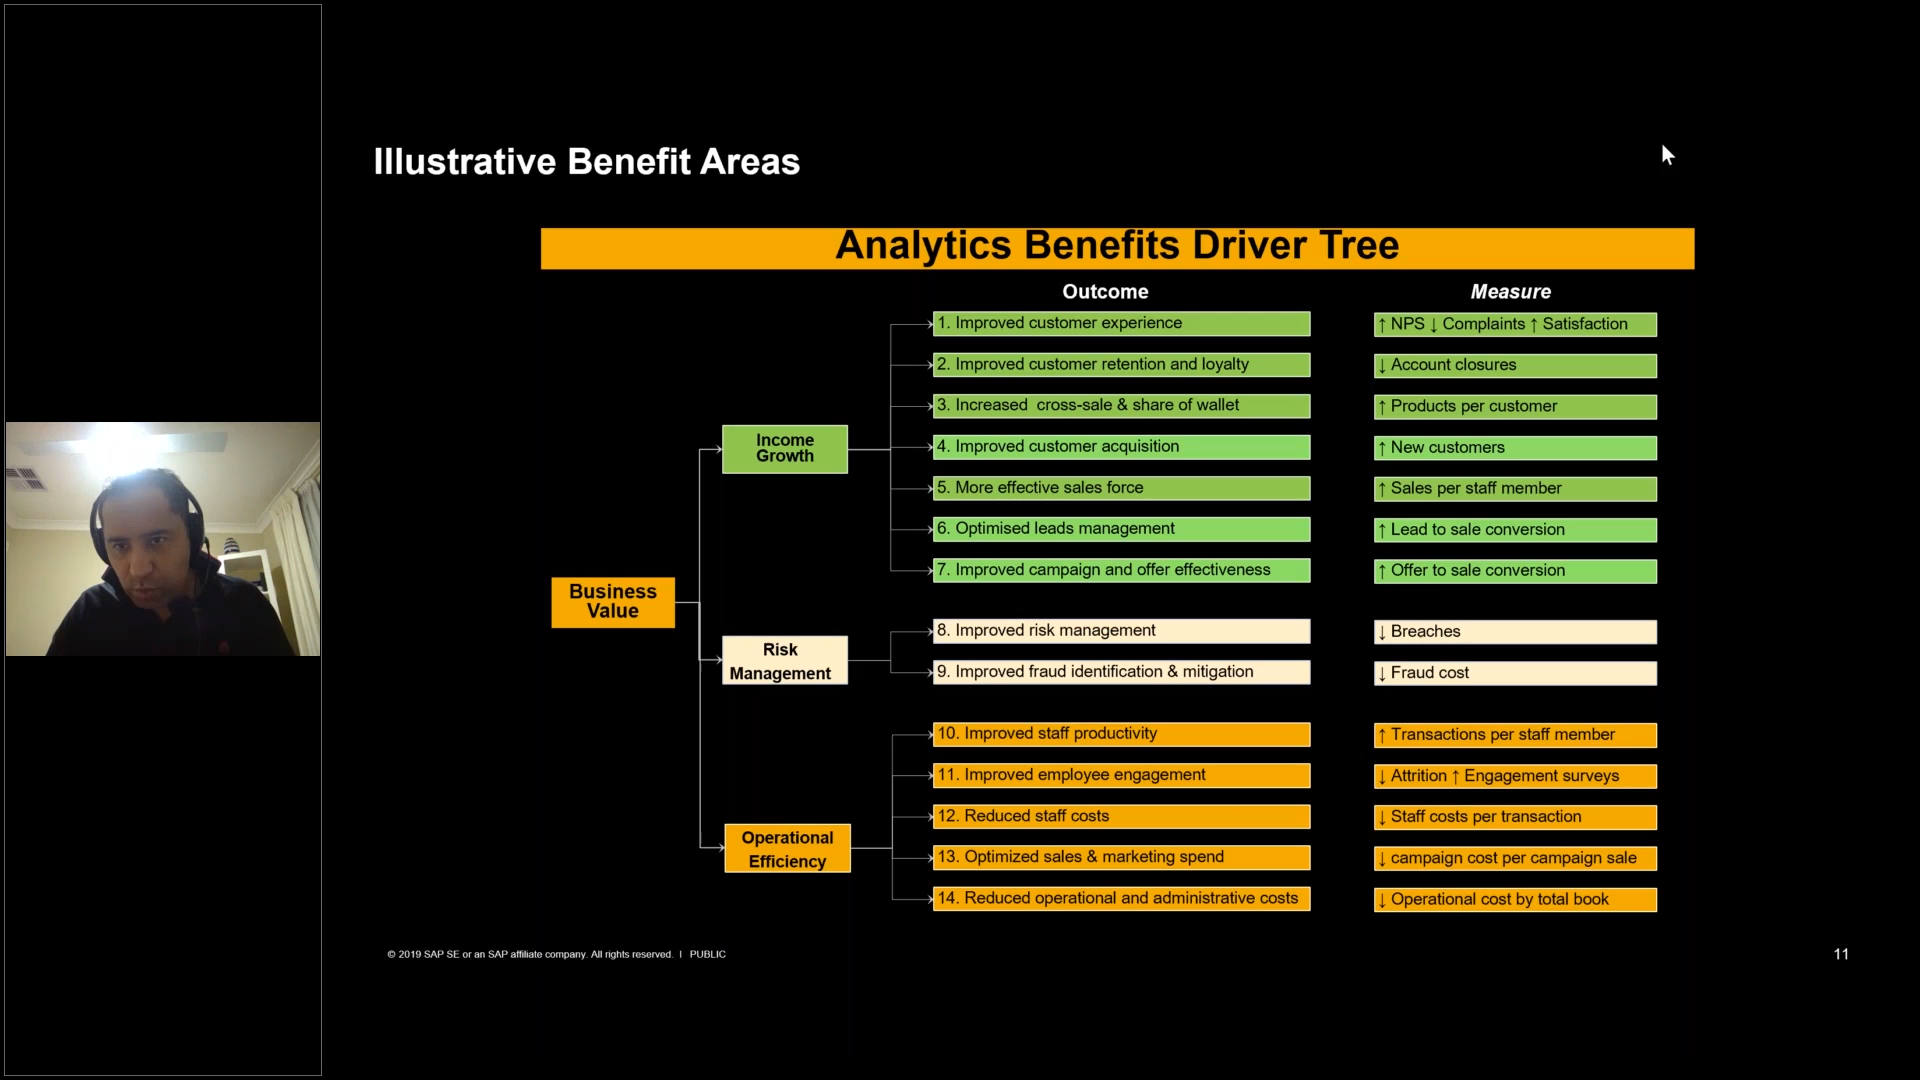 Illustrative Benefit Areas
Analytics Benefits Driver Tree
Outcome
Measure
1. Improved customer experience
↑ NPS ↓ Complaints ↑ Satisfaction
2. Improved customer retention and loyalty
↓ Account closures
3. Increased cross-sale & share of wallet
↑ Products per customer
4. Improved customer acquisition
↑ New customers
Income
Growth
5. More effective sales force
↑ Sales per staff member
6. Optimised leads management
↑ Lead to sale conversion
7. Improved campaign and offer effectiveness
↑ Offer to sale conversion
Business
Value
8. Improved risk management
↓ Breaches
Risk
Management
9. Improved fraud identification & mitigation
↓ Fraud cost
10. Improved staff productivity
↑ Transactions per staff member
11. Improved employee engagement
↓ Attrition ↑ Engagement surveys
12. Reduced staff costs
↓ Staff costs per transaction
Operational
Efficiency
13. Optimized sales & marketing spend
↓ campaign cost per campaign sale
14. Reduced operational and administrative costs
↓ Operational cost by total book
© 2019 SAP SE or an SAP affiliate company. All rights reserved. I PUBLIC
11